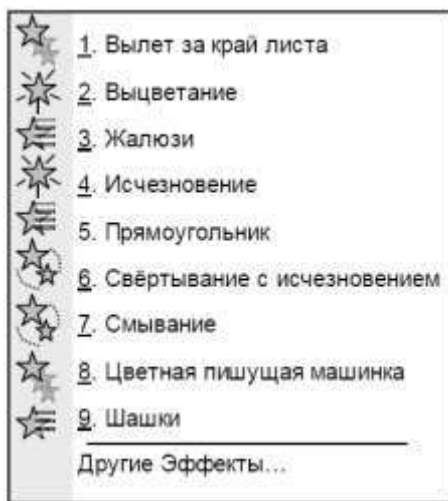 1. Вылет за край листа
2. Выцветание
3. Жалюзи
4. Исчезновение
5. Прямоугольник
6. Свёртывание с исчезновением
7. Смывание
8. Цветная пишущая машинка
9. Шашки
Другие Эффекты...